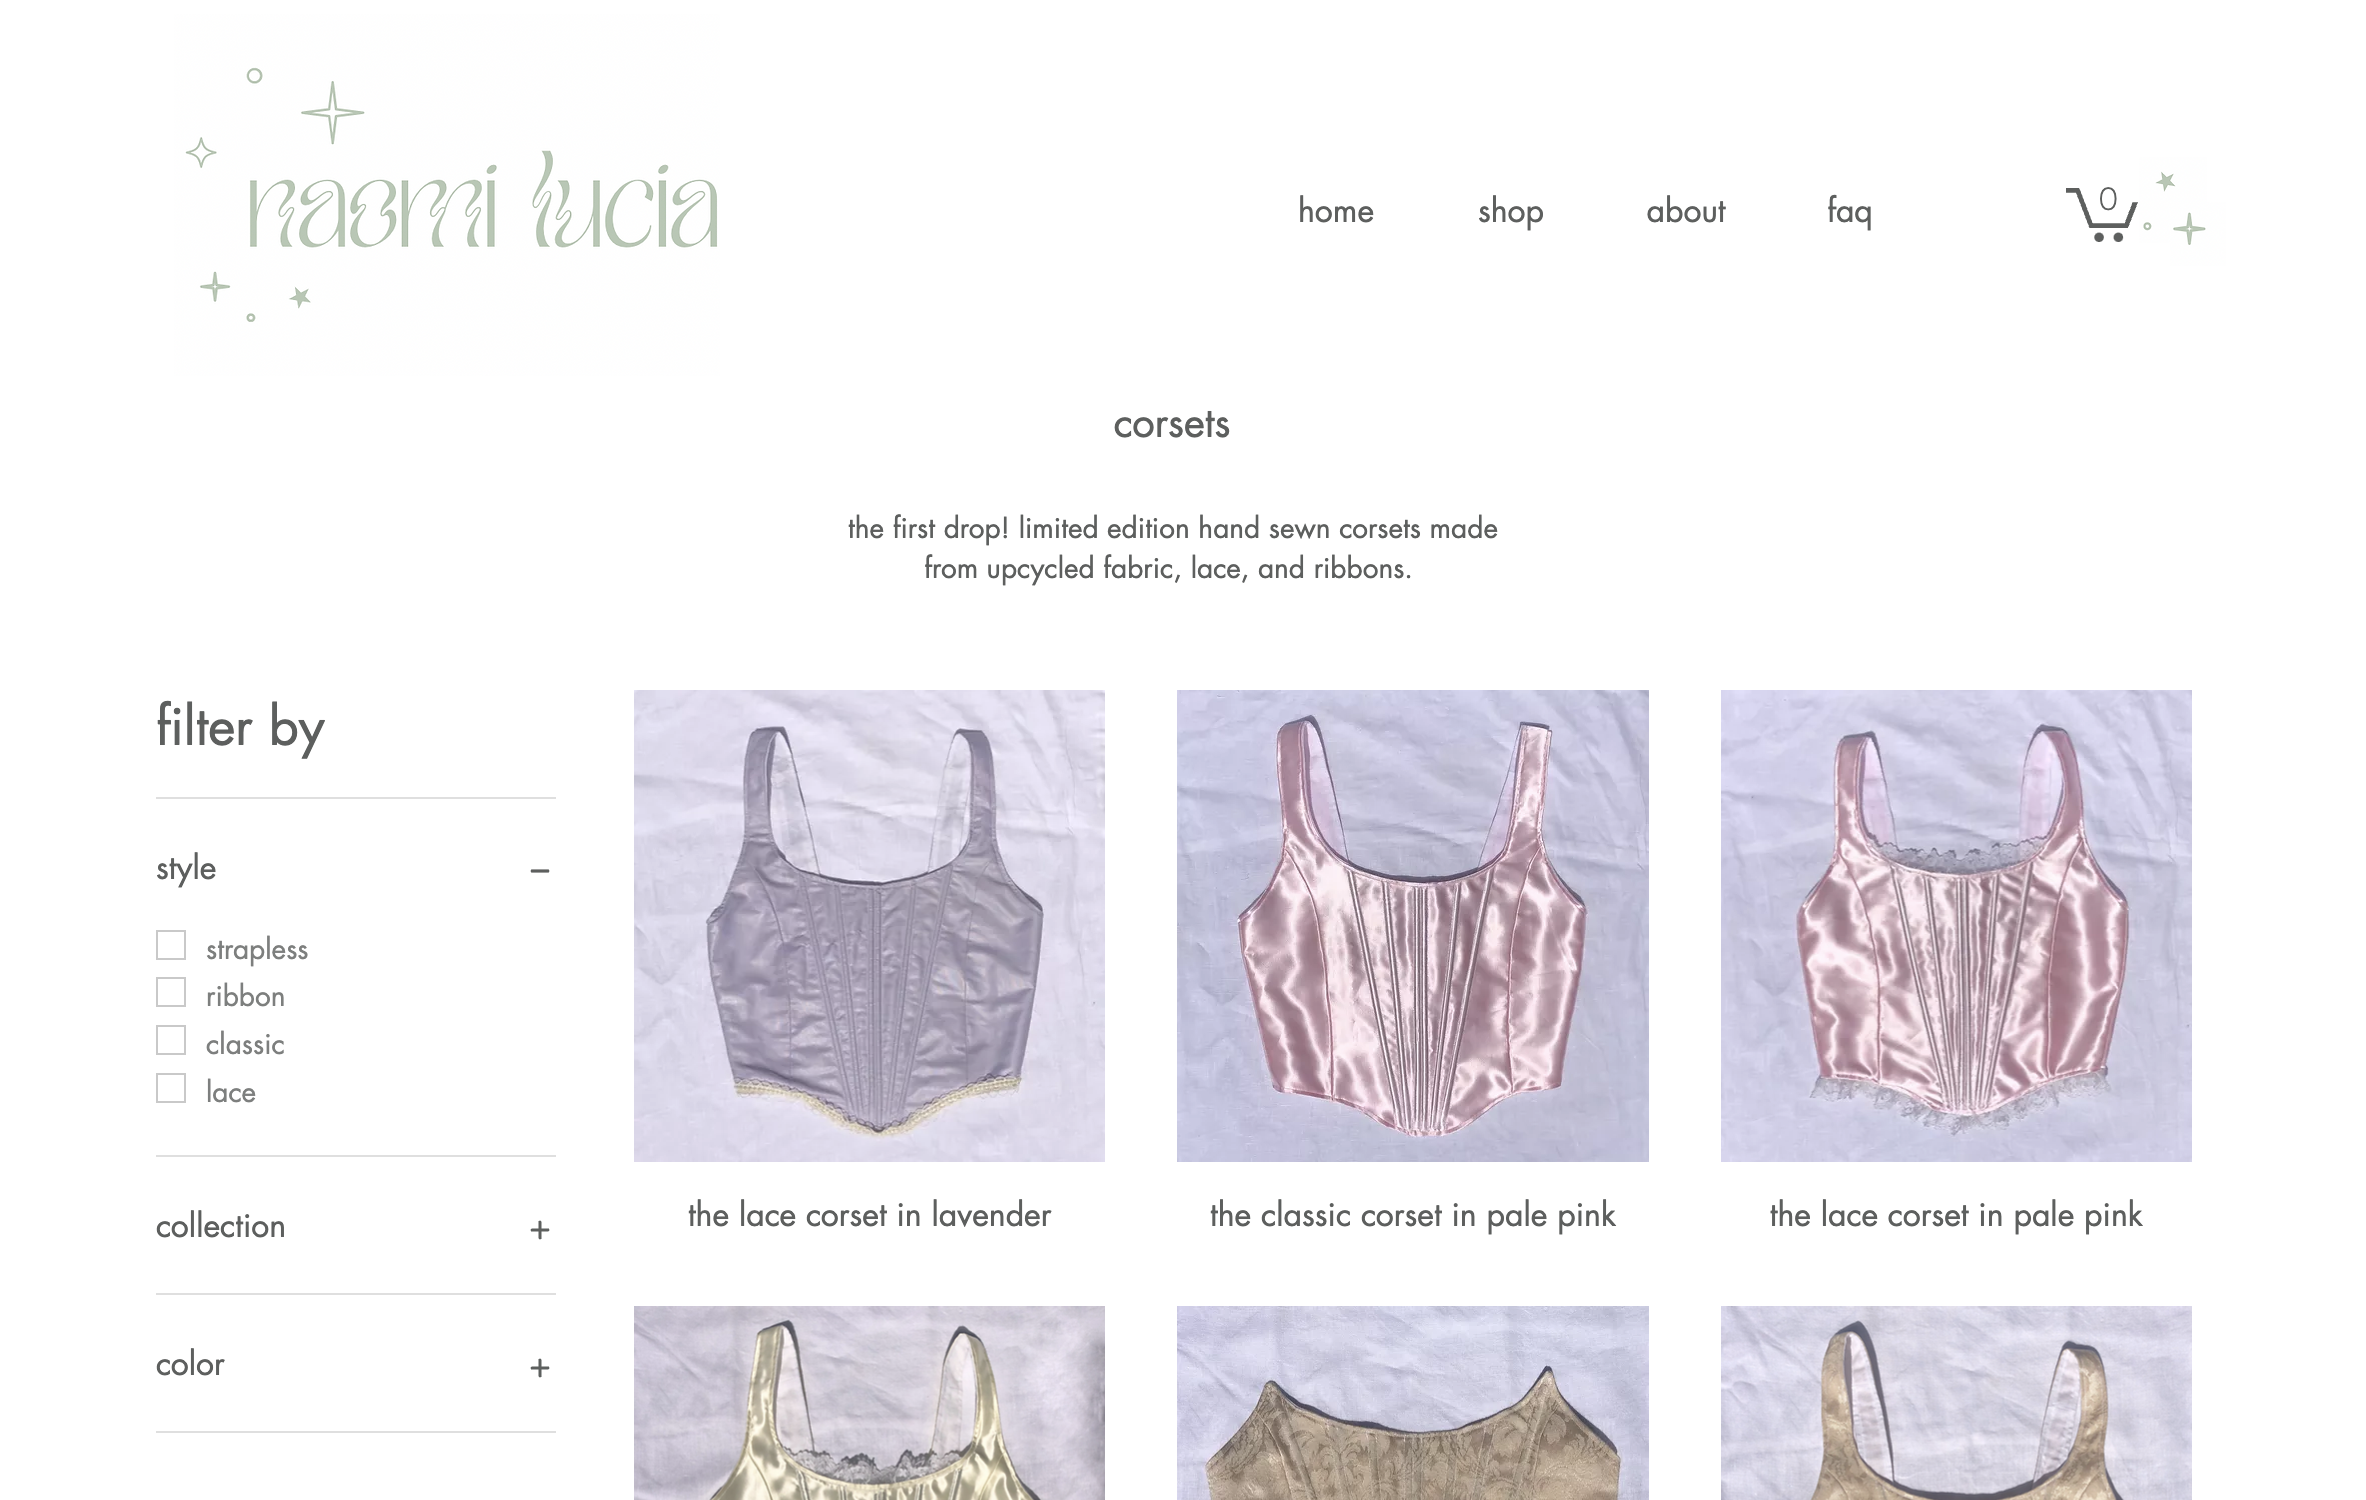 naomi lucia
home
shop
about
faq
0
corsets
the first drop! limited edition hand sewn corsets made
from upcycled fabric, lace, and ribbons.
filter by
style
strapless
ribbon
classic
lace
collection
color
the lace corset in lavender
the classic corset in pale pink
the lace corset in pale pink